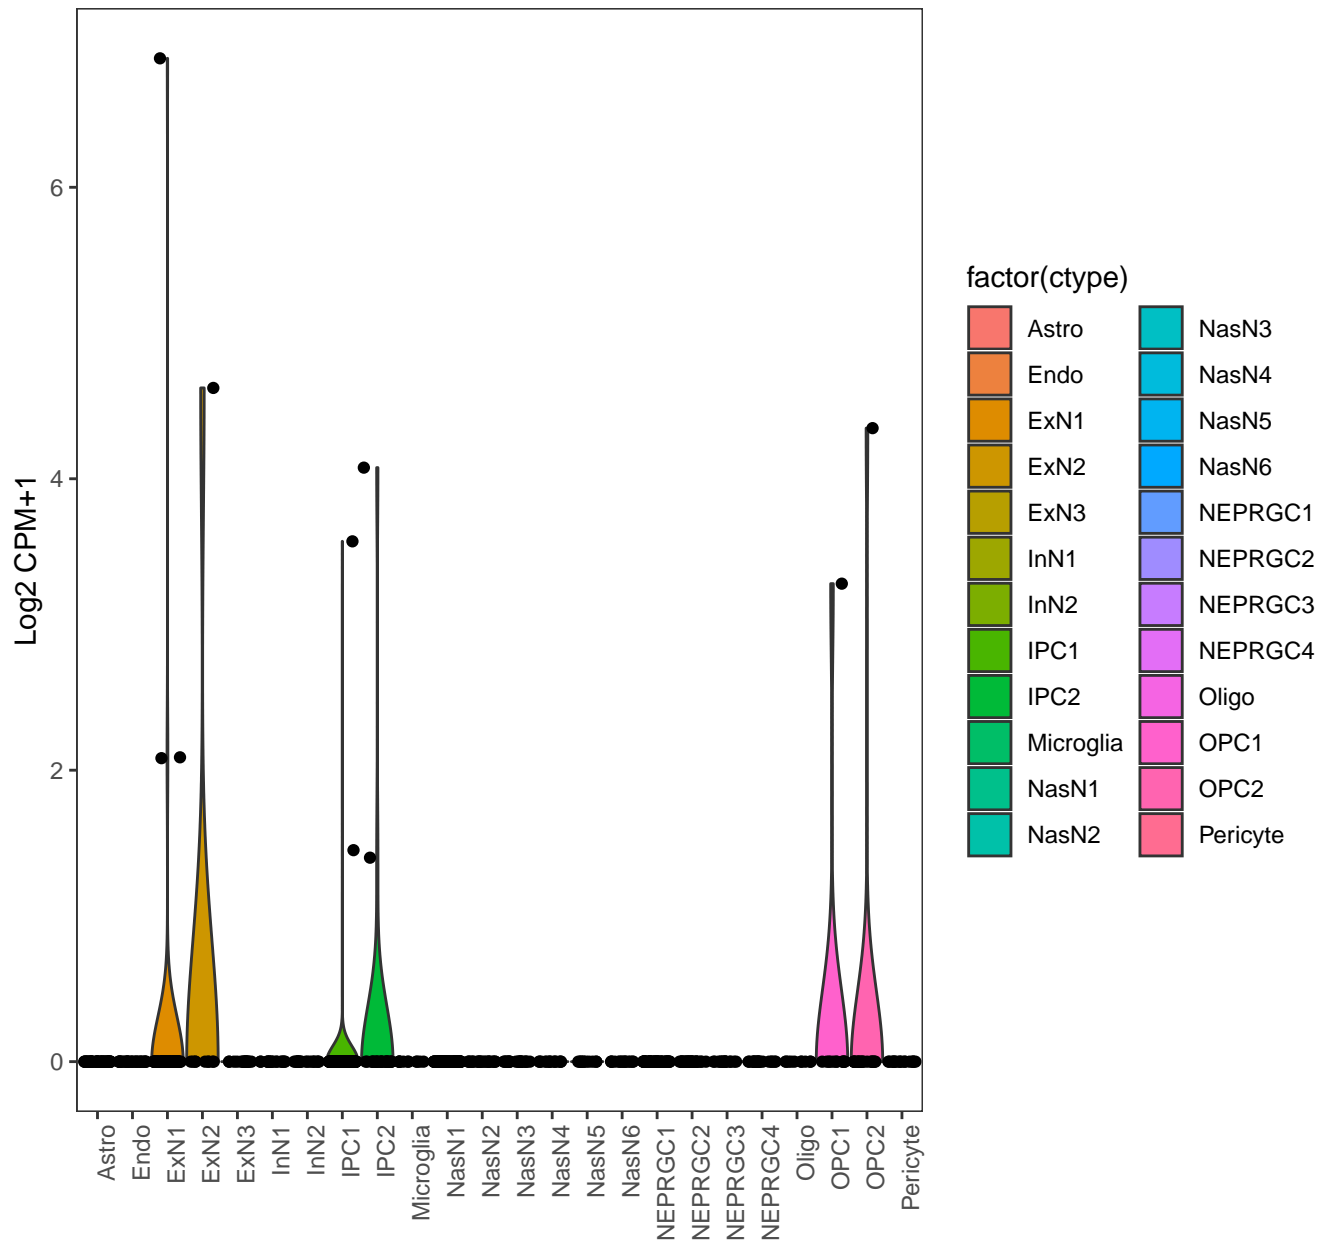 6
4
2
0
Log2 CPM+1
Astro
Endo
ExN1
ExN2
ExN3
InN1
InN2
IPC1
IPC2
Microglia
NasN1
NasN2
NasN3
NasN4
NasN5
NasN6
NEPRGC1
NEPRGC2
NEPRGC3
NEPRGC4
Oligo
OPC1
OPC2
Pericyte
factor(ctype)
Astro
Endo
ExN1
ExN2
ExN3
InN1
InN2
IPC1
IPC2
Microglia
NasN1
NasN2
NasN3
NasN4
NasN5
NasN6
NEPRGC1
NEPRGC2
NEPRGC3
NEPRGC4
Oligo
OPC1
OPC2
Pericyte